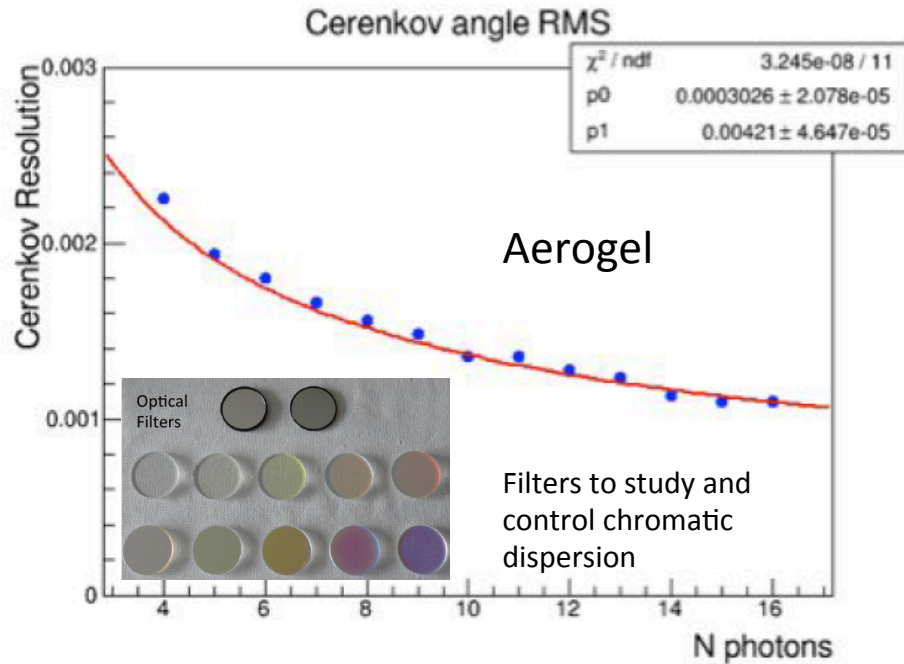 Cerenkov angle RMS
χ² / ndf 3.245e-08 / 11
p0 0.0003026 ± 2.078e-05
p1 0.00421 ± 4.647e-05
Cerenkov Resolution
0.003
0.002
0.001
0
Aerogel
Optical
Filters
Filters to study and
control chromatic
dispersion
4 6 8 10 12 14 16
N photons